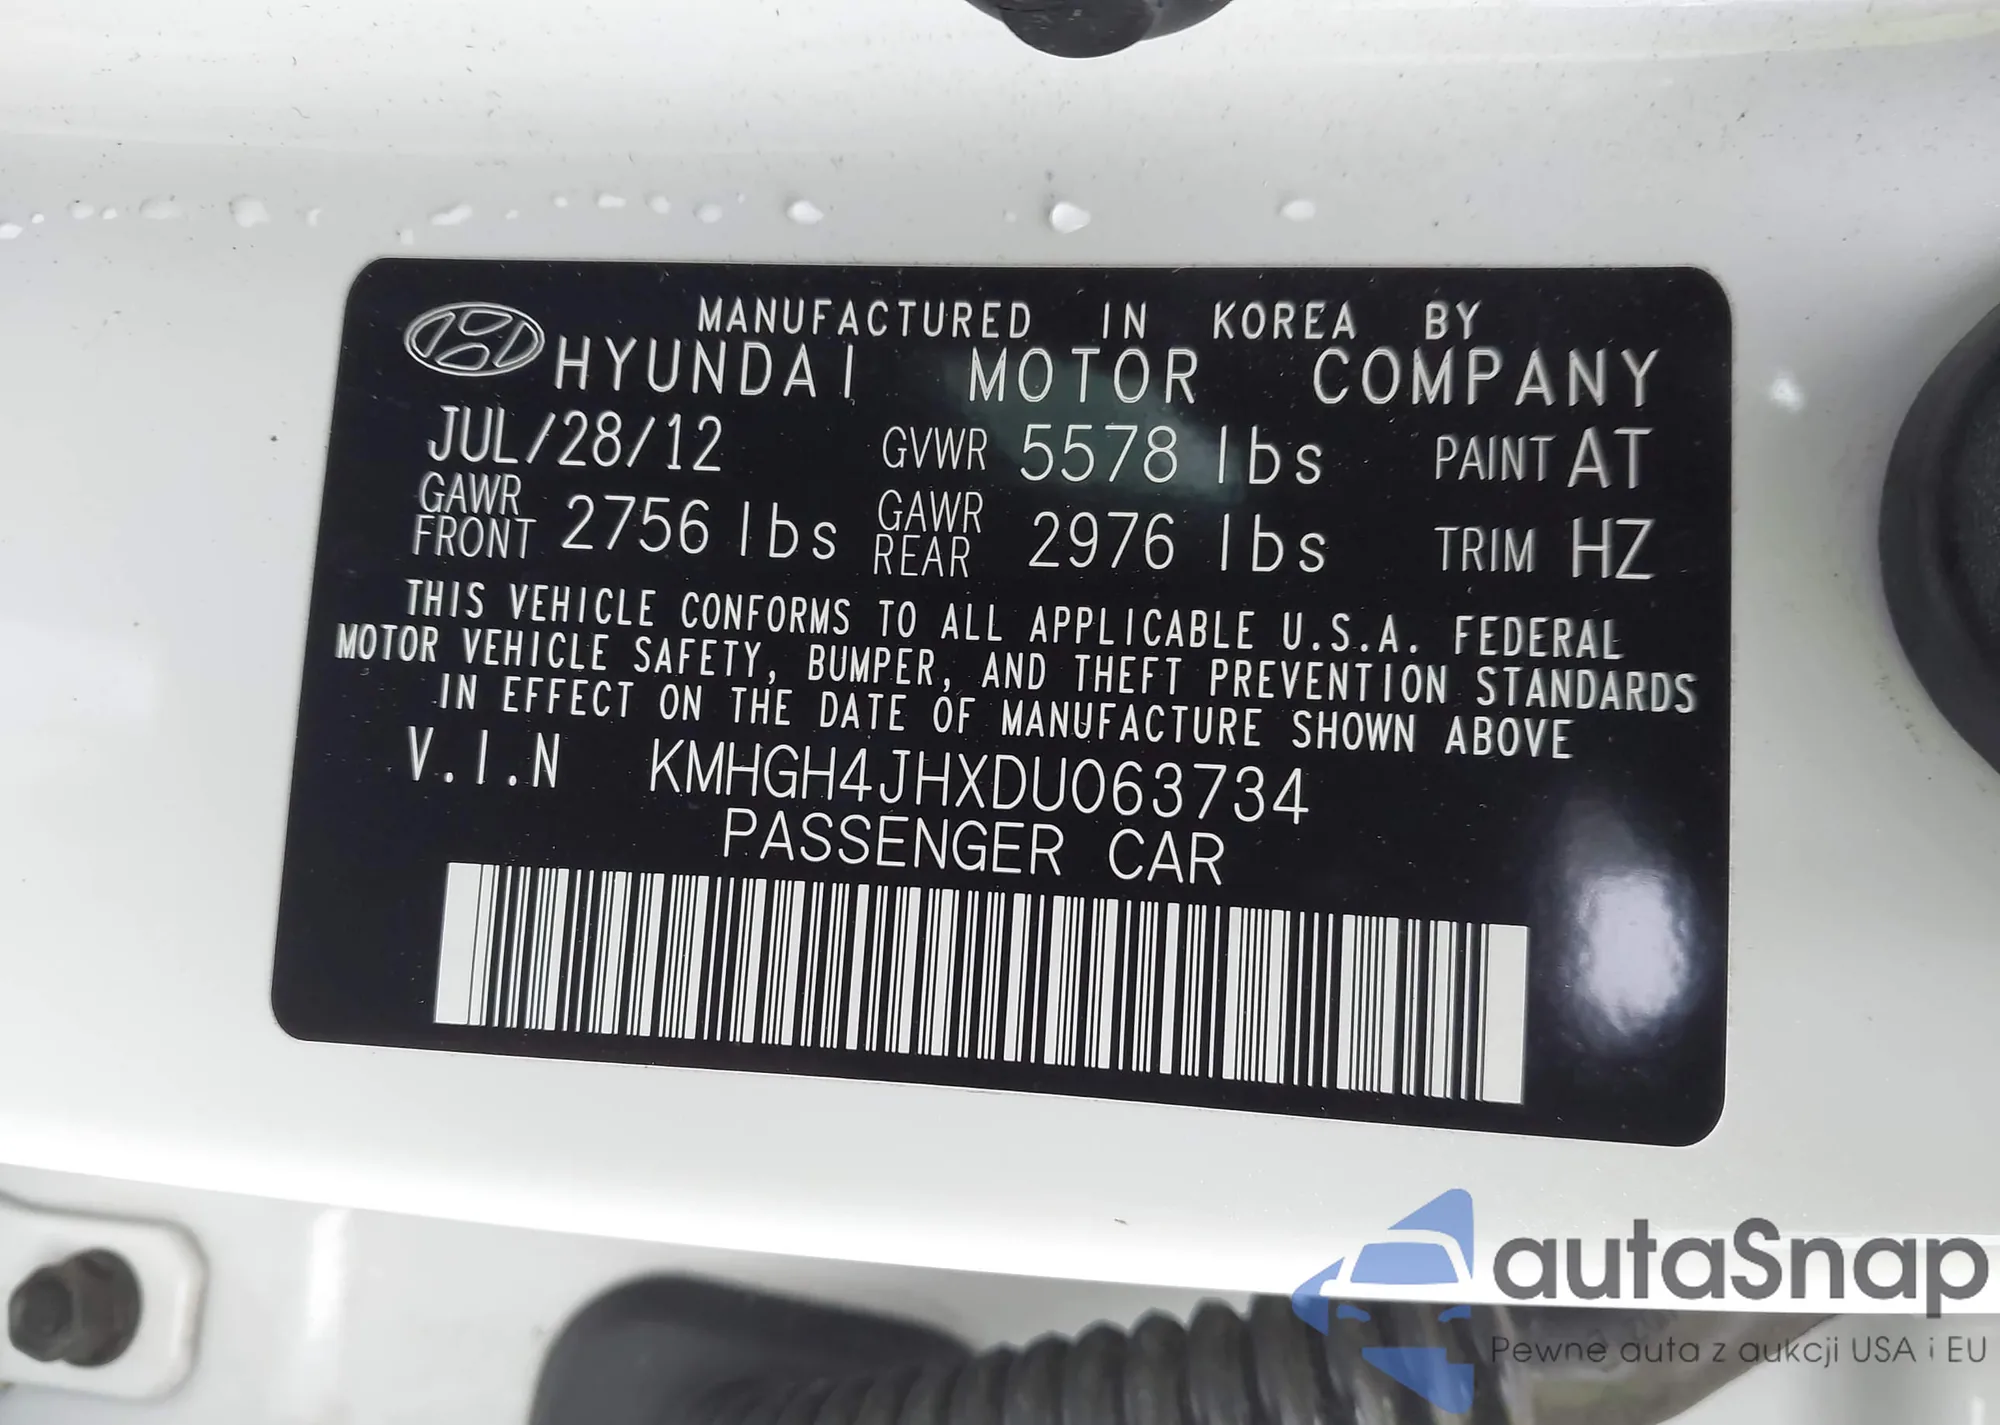 MANUFACTURED IN KOREA BY
HYUNDAI MOTOR COMPANY
JUL/28/12 GVWR 5578 lbs PAINT AT
GAWR FRONT 2756 lbs GAWR REAR 2976 lbs TRIM HZ
THIS VEHICLE CONFORMS TO ALL APPLICABLE U.S.A. FEDERAL
MOTOR VEHICLE SAFETY, BUMPER, AND THEFT PREVENTION STANDARDS
IN EFFECT ON THE DATE OF MANUFACTURE SHOWN ABOVE
V.I.N KMHGH4JHXDU063734
PASSENGER CAR
autaSnap
Pewne auta z aukcji USA i EU